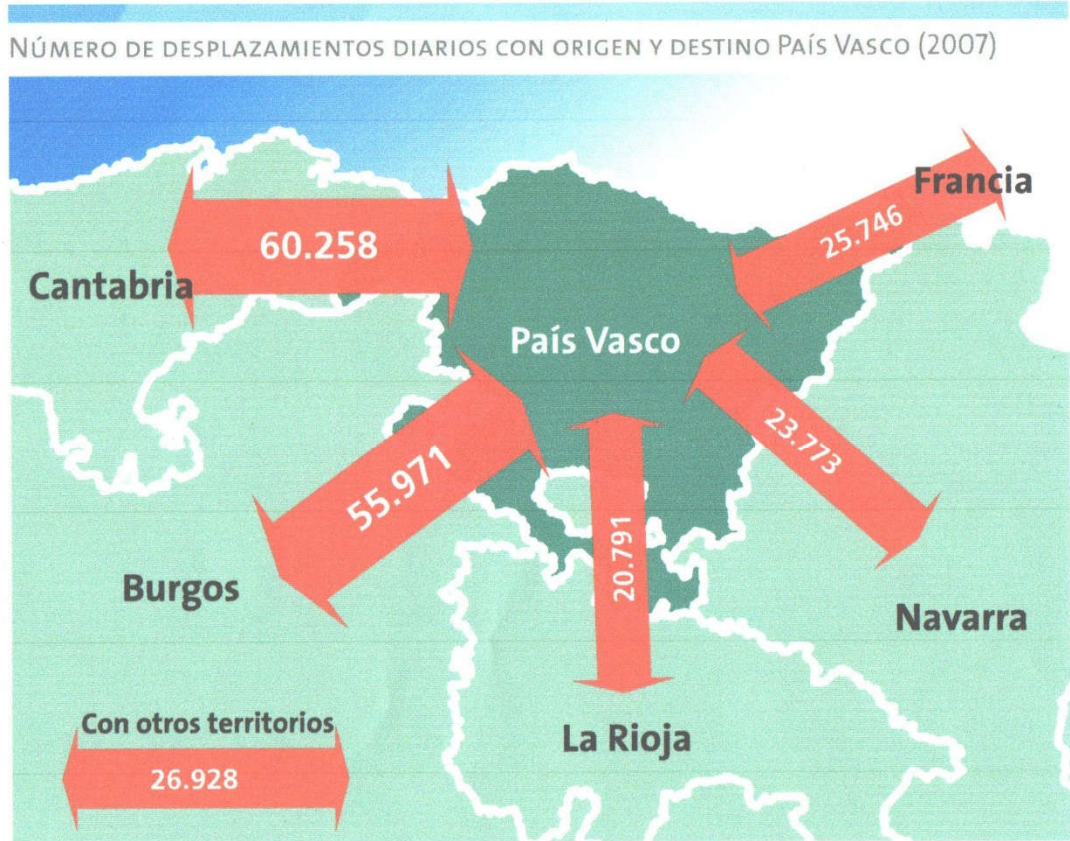 NÚMERO DE DESPLAZAMIENTOS DIARIOS CON ORIGEN Y DESTINO PAÍS VASCO (2007)
Francia
25.746
60.258
Cantabria
País Vasco
23.773
55.971
20.791
Burgos
Navarra
La Rioja
Con otros territorios
26.928